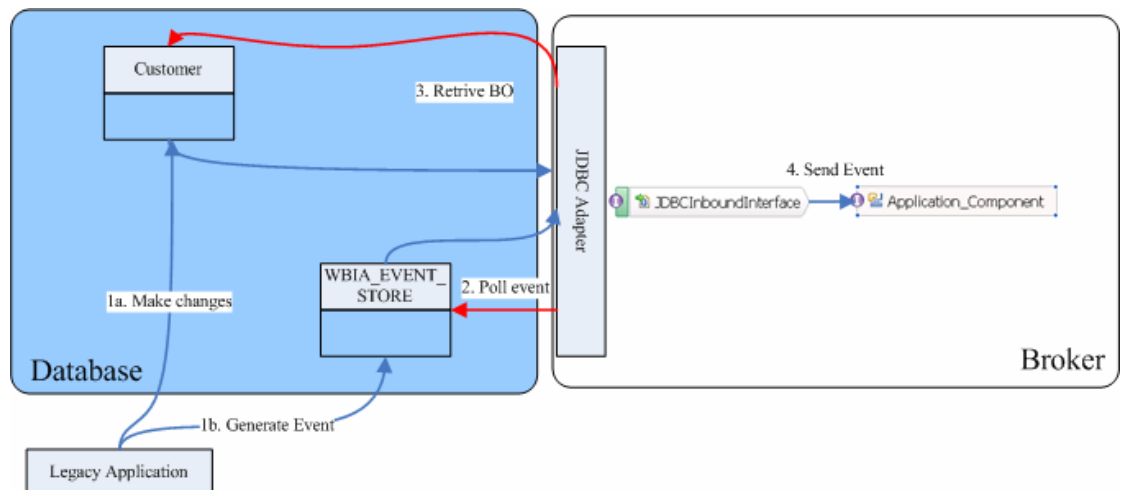 Customer
3. Retrive BO
JDBC Adapter
4. Send Event
JDBCInboundInterface
Application_Component
WBIA_EVENT_
STORE
2. Poll event
1a. Make changes
Database
Broker
1b. Generate Event
Legacy Application